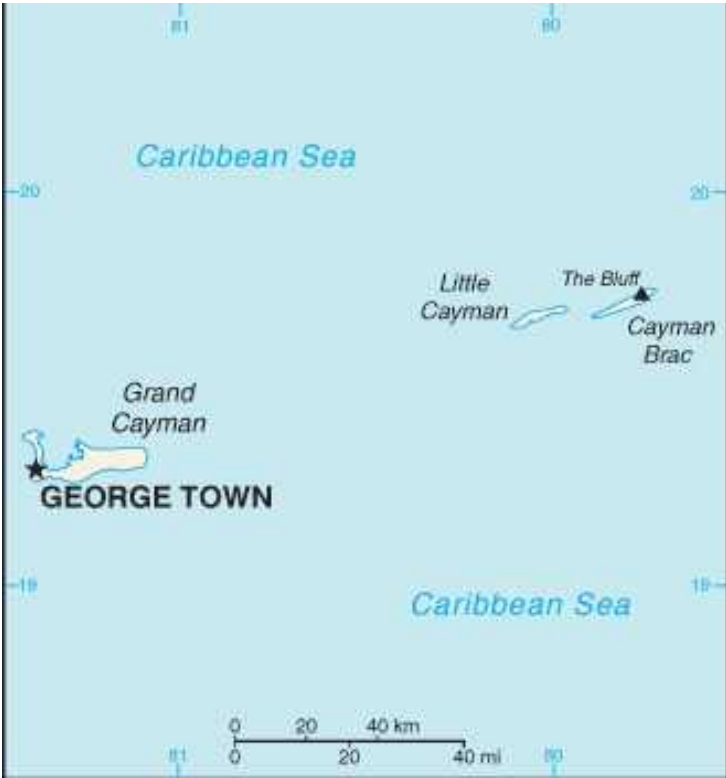 81 80
Caribbean Sea
20 20
The Bluff
Little
Cayman
Cayman
Brac
Grand
Cayman
GEORGE TOWN
19 19
Caribbean Sea
0 20 40 km
0 20 40 mi
81 80